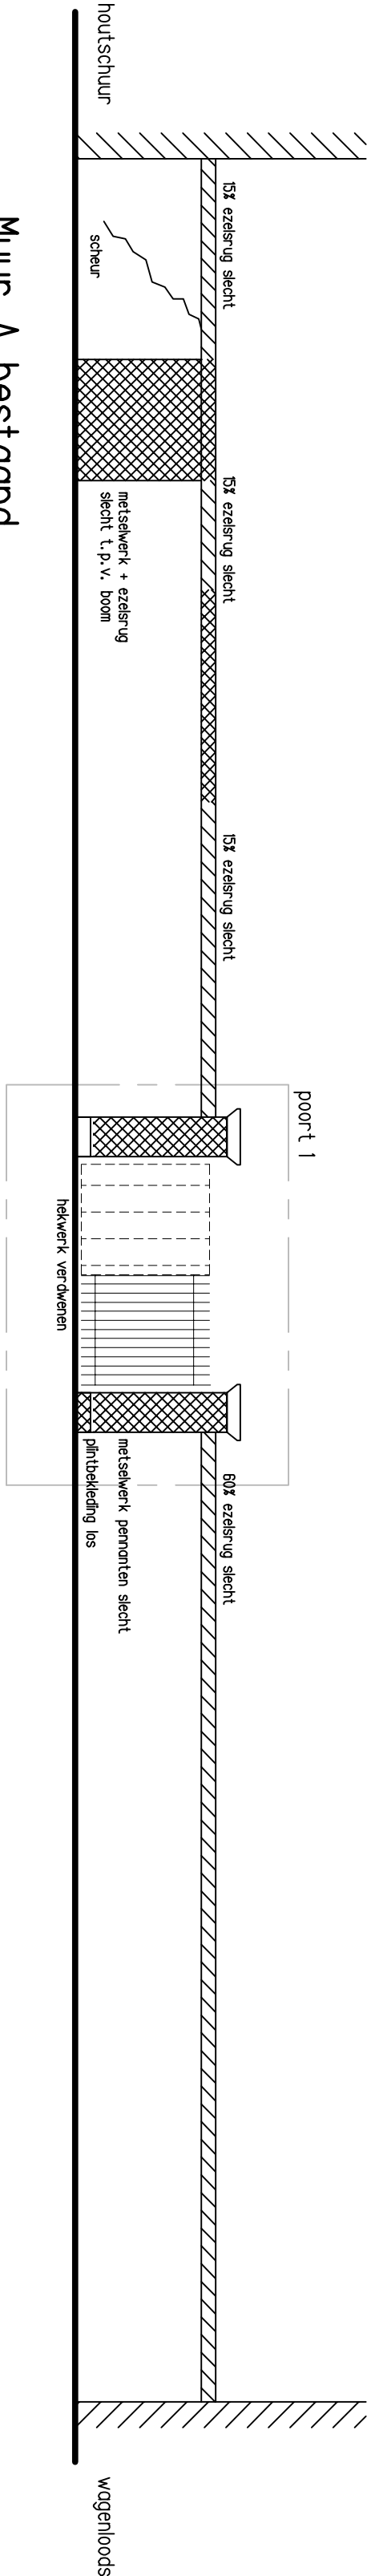 poort 1
15% ezelsrug slecht
15% ezelsrug slecht
15% ezelsrug slecht
60% ezelsrug slecht
scheur
metselwerk + ezelsrug
slecht t.p.v. boom
metselwerk pennanten slecht
plintbekleding los
houtschuur
wagenloods
hekwerk verdwenen
Muur A bestaand